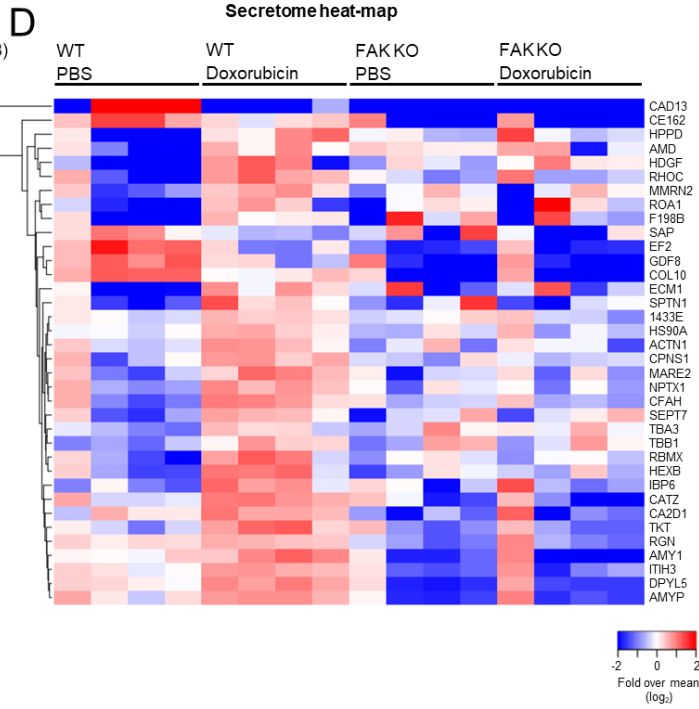 D
Secretome heat-map
)
WT
PBS
WT
Doxorubicin
FAK KO
PBS
FAK KO
Doxorubicin
CAD13
CE162
HPPD
AMD
HDGF
RHOC
MMRN2
ROA1
F198B
SAP
EF2
GDF8
COL10
ECM1
SPTN1
1433E
HS90A
ACTN1
CPNS1
MARE2
NPTX1
CFAH
SEPT7
TBA3
TBB1
RBMX
HEXB
IBP6
CATZ
CA2D1
TKT
RGN
AMY1
ITIH3
DPYL5
AMYP
-2 0 2
Fold over mean
(log₂)